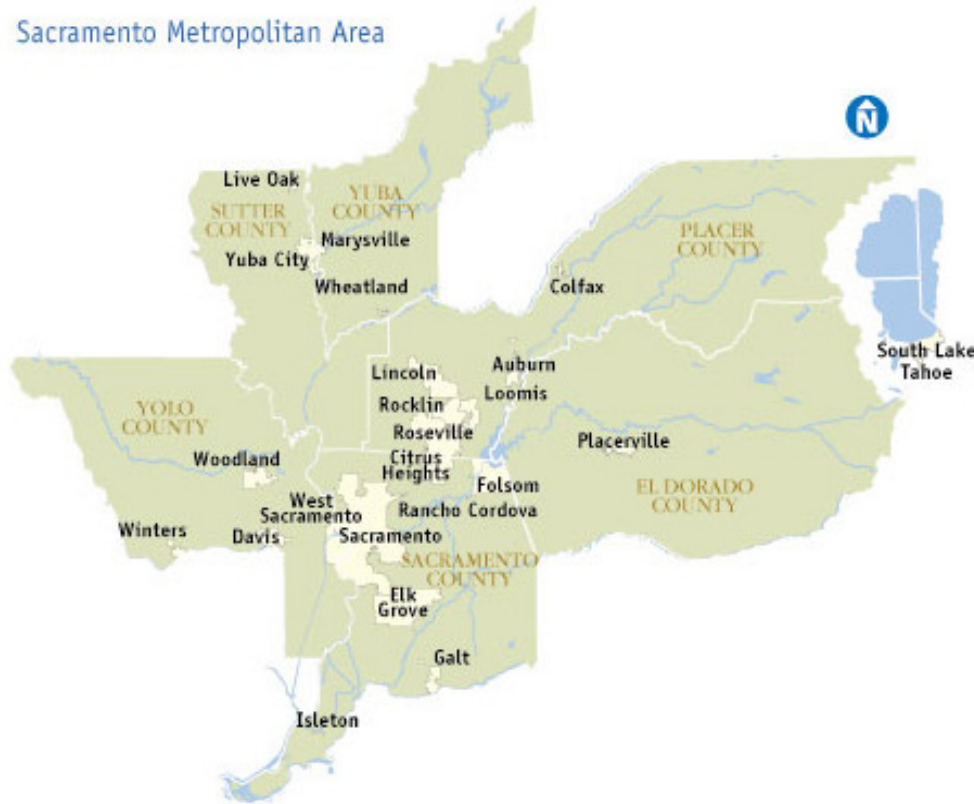 Sacramento Metropolitan Area
N
Live Oak
YUBA
COUNTY
SUTTER
COUNTY
Marysville
PLACER
COUNTY
Yuba City
Wheatland
Colfax
South Lake
Tahoe
Lincoln
Auburn
Loomis
Rocklin
YOLO
COUNTY
Roseville
Placerville
Citrus
Heights
Woodland
Folsom
EL DORADO
COUNTY
West
Sacramento
Rancho Cordova
Winters
Davis
Sacramento
SACRAMENTO
COUNTY
Elk
Grove
Galt
Isleton